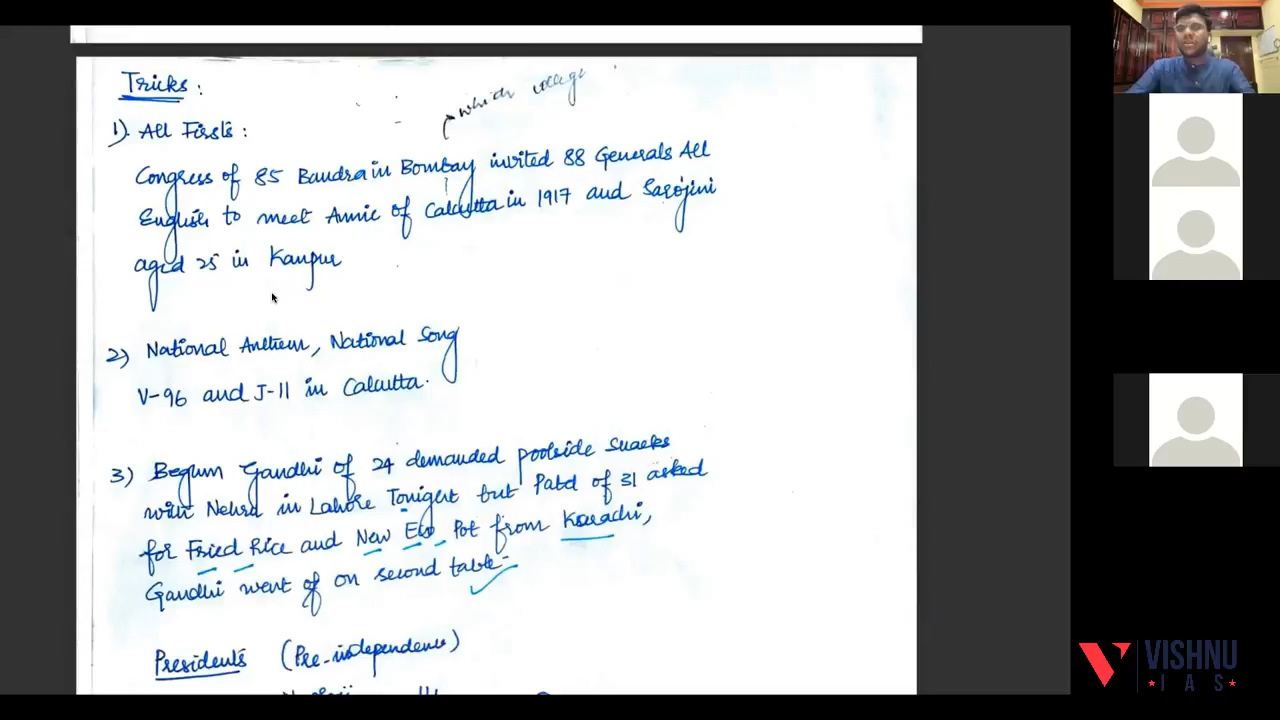 Tricks :
which
1). All Firsts :
Congress of 85 Bandra in Bombay invited 88 Generals All
English to meet Annie of Calcutta in 1917 and Sarojini
aged 25 in Kanpur
2) National Anthem, National Song
V-96 and J-11 in Calcutta.
3) Begum Gandhi of 24 demanded poolside snacks
with Nehru in Lahore Tonight but Patel of 31 asked
for Fried Rice and New Eco Pot from Karachi,
Gandhi went of on second table.
Presidents (Pre-independence)
VISHNU
IAS